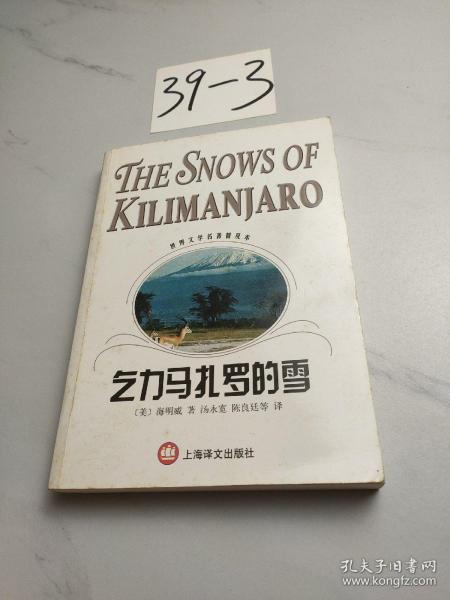 39-3
THE SNOWS OF
KILIMANJARO
世界文学名著普及本
乞力马扎罗的雪
〔美〕海明威 著 汤永宽 陈良廷等 译
上海译文出版社
孔夫子旧书网
www.kongfz.com